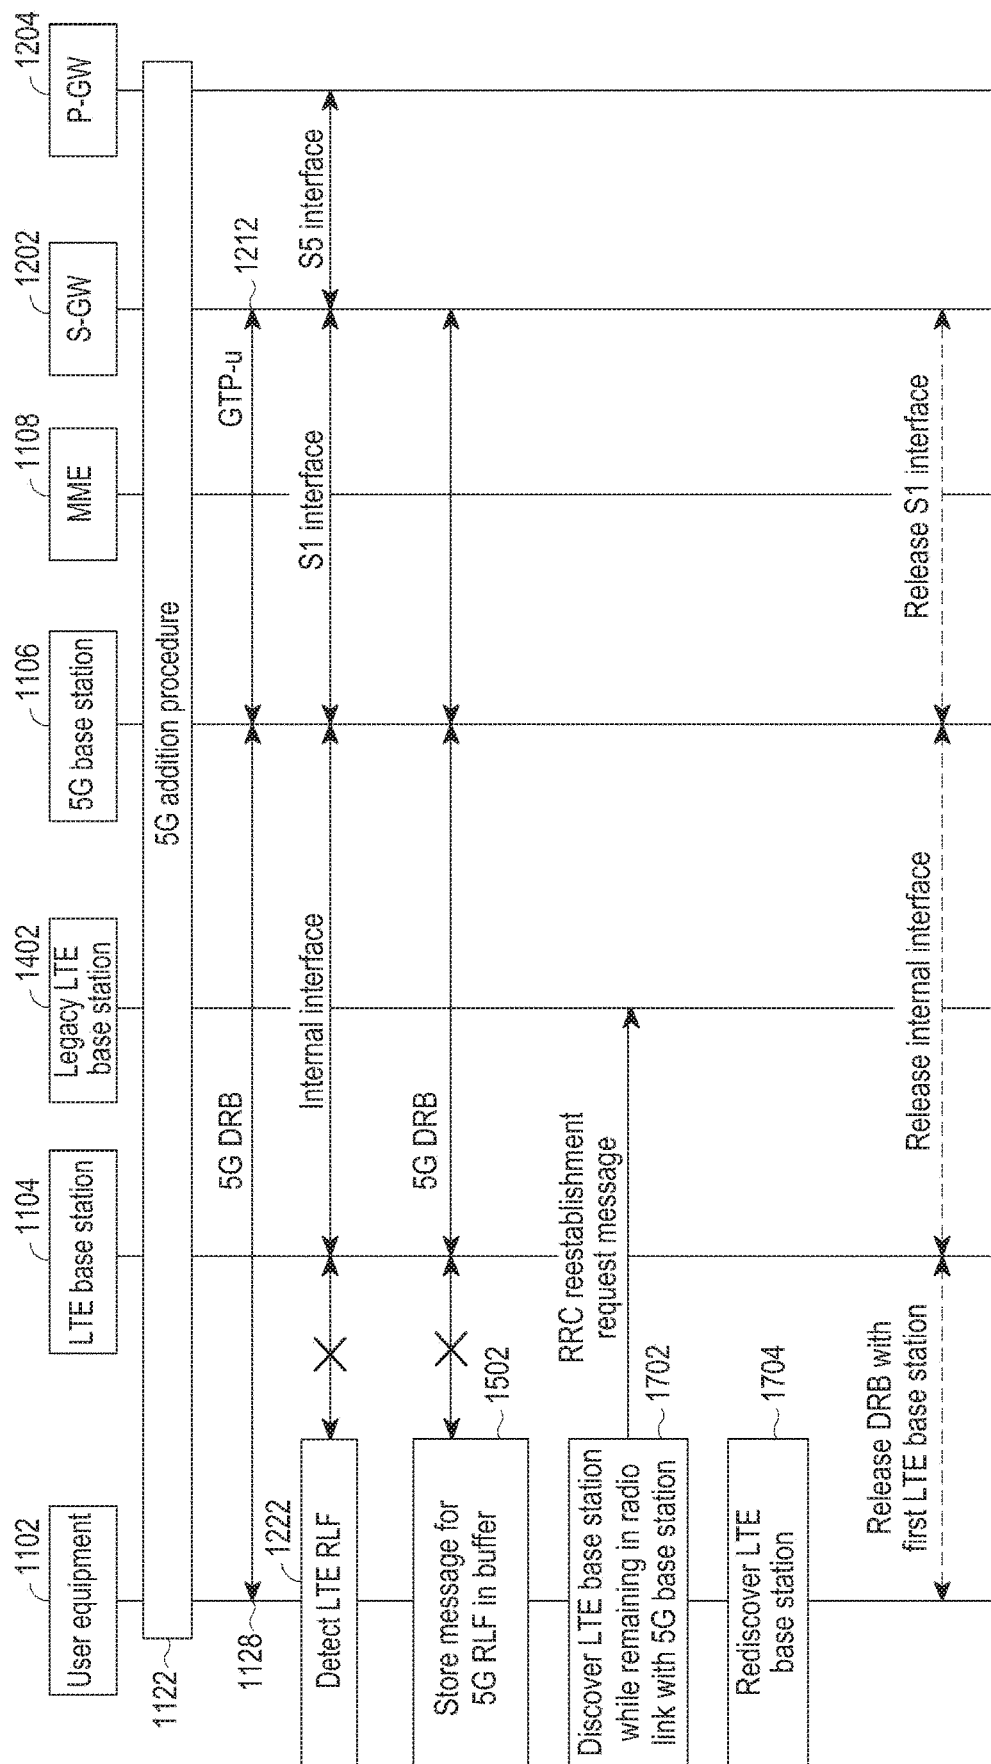 1102
User equipment
1104
LTE base station
1402
Legacy LTE
base station
1106
5G base station
1108
MME
1202
S-GW
1204
P-GW
1122
5G addition procedure
1128
5G DRB
GTP-u
1212
1222
Detect LTE RLF
Internal interface
S1 interface
S5 interface
Store message for
5G RLF in buffer
1502
5G DRB
Discover LTE base station
while remaining in radio
link with 5G base station
1702
RRC reestablishment
request message
Rediscover LTE
base station
1704
Release DRB with
first LTE base station
Release internal interface
Release S1 interface